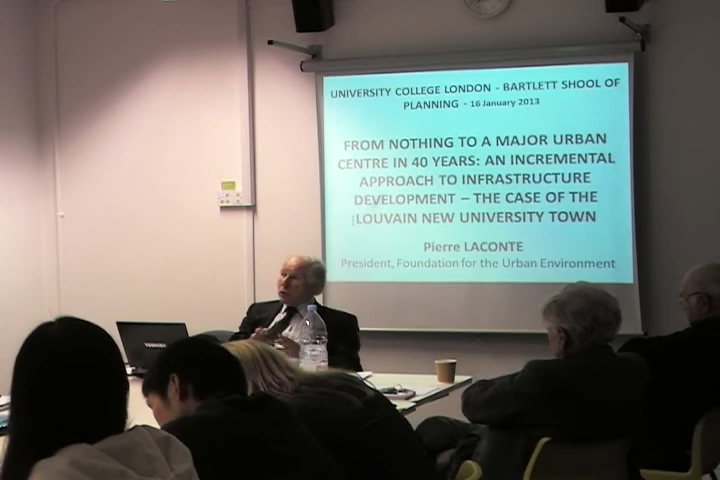 UNIVERSITY COLLEGE LONDON - BARTLETT SHOOL OF
PLANNING - 16 January 2013
FROM NOTHING TO A MAJOR URBAN
CENTRE IN 40 YEARS: AN INCREMENTAL
APPROACH TO INFRASTRUCTURE
DEVELOPMENT – THE CASE OF THE
LOUVAIN NEW UNIVERSITY TOWN
Pierre LACONTE
President, Foundation for the Urban Environment
TOSHIBA